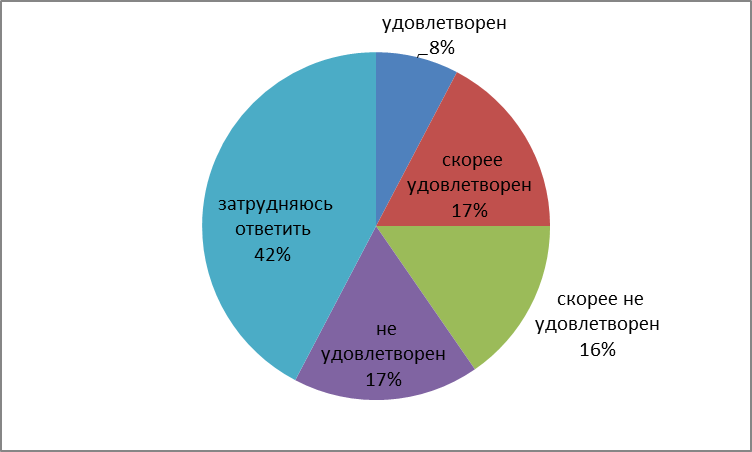 удовлетворен
8%
скорее
удовлетворен
17%
скорее не
удовлетворен
16%
не
удовлетворен
17%
затрудняюсь
ответить
42%